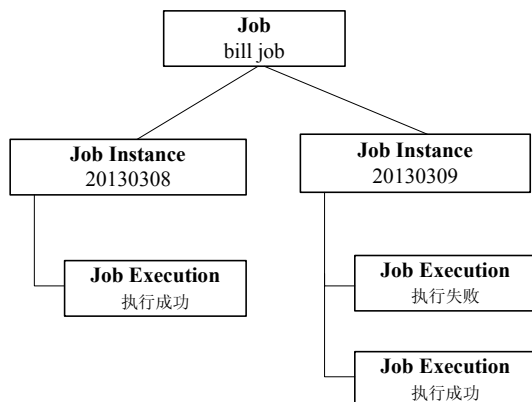 Job
bill job
Job Instance
20130308
Job Instance
20130309
Job Execution
执行成功
Job Execution
执行失败
Job Execution
执行成功